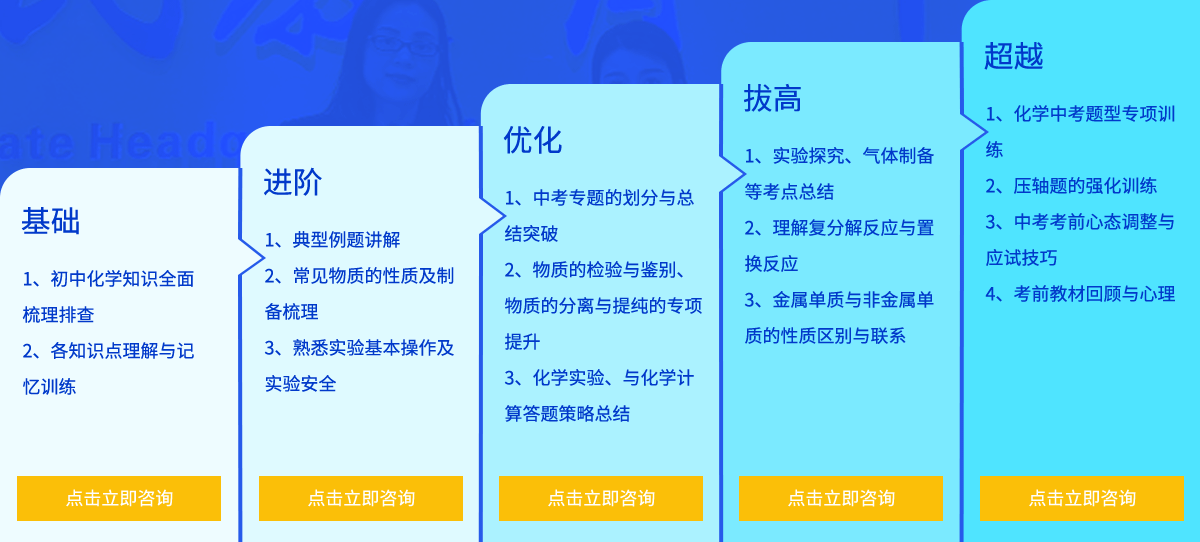 ate Headq
基础
1、初中化学知识全面
梳理排查
2、各知识点理解与记
忆训练
点击立即咨询
进阶
1、典型例题讲解
2、常见物质的性质及制
备梳理
3、熟悉实验基本操作及
实验安全
点击立即咨询
优化
1、中考专题的划分与总
结突破
2、物质的检验与鉴别、
物质的分离与提纯的专项
提升
3、化学实验、与化学计
算答题策略总结
点击立即咨询
拔高
1、实验探究、气体制备
等考点总结
2、理解复分解反应与置
换反应
3、金属单质与非金属单
质的性质区别与联系
点击立即咨询
超越
1、化学中考题型专项训
练
2、压轴题的强化训练
3、中考考前心态调整与
应试技巧
4、考前教材回顾与心理
点击立即咨询